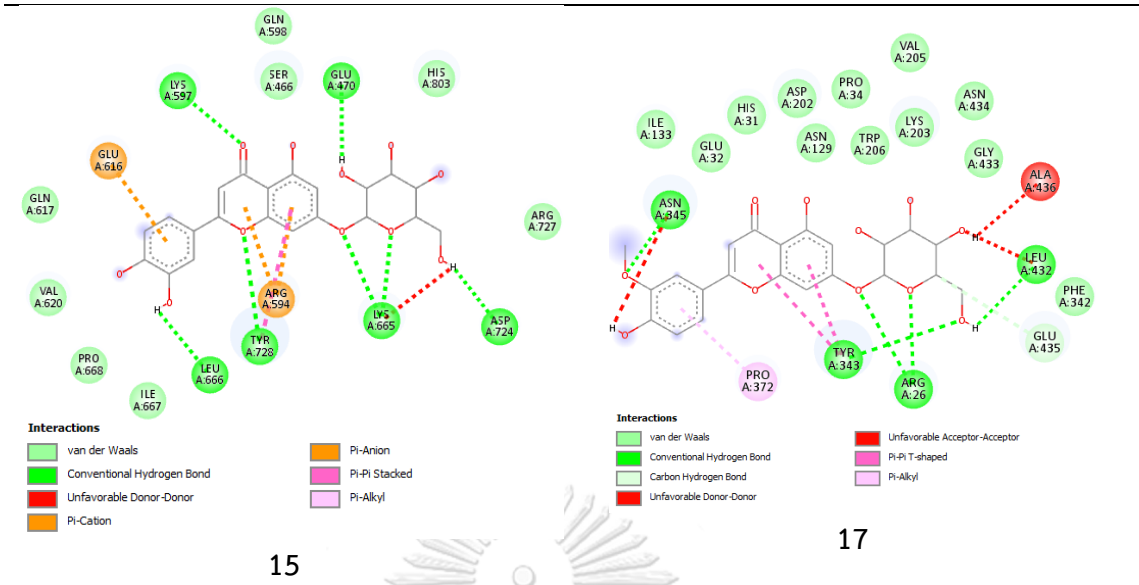 GLN
A:598
LYS
A:597
SER
A:466
GLU
A:470
HIS
A:803
GLU
A:616
GLN
A:617
ARG
A:727
VAL
A:620
ARG
A:594
LYS
A:665
ASP
A:724
TYR
A:728
PRO
A:668
LEU
A:666
ILE
A:667
O
O
O
O
O
H
O
O
O
O
O
H
O
O
H
Interactions
van der Waals
Conventional Hydrogen Bond
Unfavorable Donor-Donor
Pi-Cation
Pi-Anion
Pi-Pi Stacked
Pi-Alkyl
15
VAL
A:205
ASP
A:202
PRO
A:34
ASN
A:434
HIS
A:31
LYS
A:203
ILE
A:133
ASN
A:129
TRP
A:206
GLU
A:32
GLY
A:433
ALA
A:436
ASN
A:345
LEU
A:432
PHE
A:342
GLU
A:435
TYR
A:343
PRO
A:372
ARG
A:26
O
O
O
O
O
H
O
O
O
O
O
H
O
H
Interactions
van der Waals
Conventional Hydrogen Bond
Carbon Hydrogen Bond
Unfavorable Donor-Donor
Unfavorable Acceptor-Acceptor
Pi-Pi T-shaped
Pi-Alkyl
17